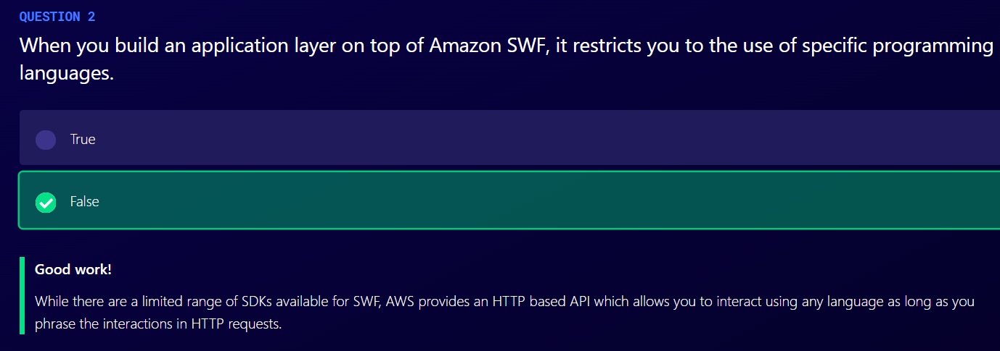 QUESTION 2
When you build an application layer on top of Amazon SWF, it restricts you to the use of specific programming
languages.
True
False
Good work!
While there are a limited range of SDKs available for SWF, AWS provides an HTTP based API which allows you to interact using any language as long as you
phrase the interactions in HTTP requests.